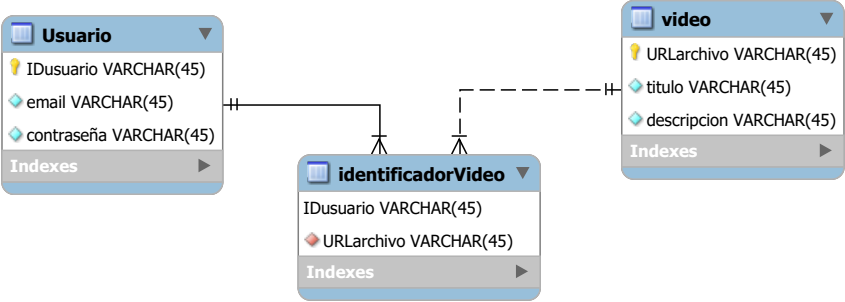 Usuario
IDusuario VARCHAR(45)
email VARCHAR(45)
contraseña VARCHAR(45)
Indexes
video
URLarchivo VARCHAR(45)
titulo VARCHAR(45)
descripcion VARCHAR(45)
Indexes
identificadorVideo
IDusuario VARCHAR(45)
URLarchivo VARCHAR(45)
Indexes